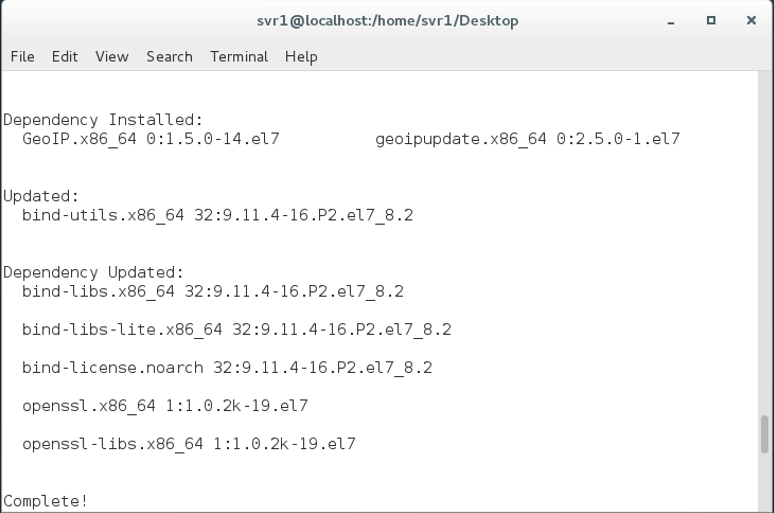 svr1@localhost:/home/svr1/Desktop
File Edit View Search Terminal Help
Dependency Installed:
GeoIP.x86_64 0:1.5.0-14.el7 geoipupdate.x86_64 0:2.5.0-1.el7
Updated:
bind-utils.x86_64 32:9.11.4-16.P2.el7_8.2
Dependency Updated:
bind-libs.x86_64 32:9.11.4-16.P2.el7_8.2
bind-libs-lite.x86_64 32:9.11.4-16.P2.el7_8.2
bind-license.noarch 32:9.11.4-16.P2.el7_8.2
openssl.x86_64 1:1.0.2k-19.el7
openssl-libs.x86_64 1:1.0.2k-19.el7
Complete!